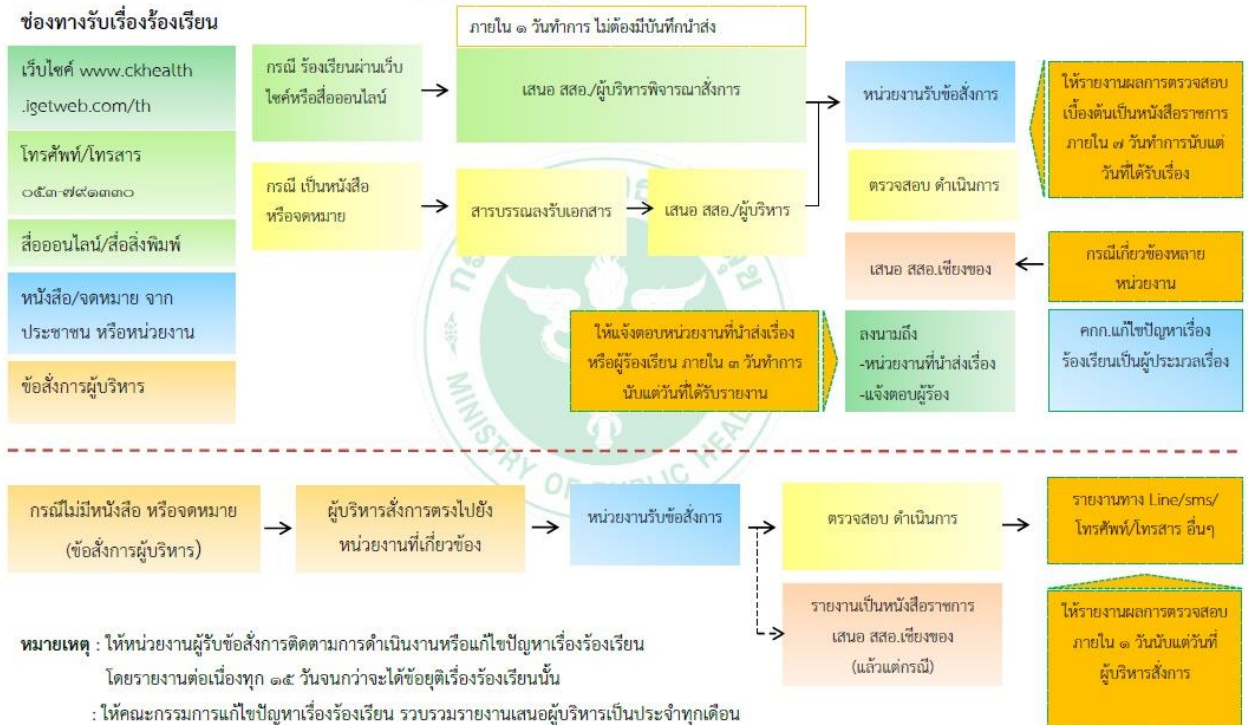 ช่องทางรับเรื่องร้องเรียน
เว็บไซค์ www.ckhealth
.igetweb.com/th
โทรศัพท์/โทรสาร
๐๕๓-๗๙๑๓๓๐
สื่อออนไลน์/สื่อสิ่งพิมพ์
หนังสือ/จดหมาย จาก
ประชาชน หรือหน่วยงาน
ข้อสั่งการผู้บริหาร
ภายใน ๑ วันทำการ ไม่ต้องมีบันทึกนำส่ง
กรณี ร้องเรียนผ่านเว็บ
ไซค์หรือสื่อออนไลน์
เสนอ สสอ./ผู้บริหารพิจารณาสั่งการ
กรณี เป็นหนังสือ
หรือจดหมาย
สารบรรณลงรับเอกสาร
เสนอ สสอ./ผู้บริหาร
หน่วยงานรับข้อสั่งการ
ให้รายงานผลการตรวจสอบ
เบื้องต้นเป็นหนังสือราชการ
ภายใน ๗ วันทำการนับแต่
วันที่ได้รับเรื่อง
ตรวจสอบ ดำเนินการ
เสนอ สสอ.เชียงของ
กรณีเกี่ยวข้องหลาย
หน่วยงาน
ให้แจ้งตอบหน่วยงานที่นำส่งเรื่อง
หรือผู้ร้องเรียน ภายใน ๓ วันทำการ
นับแต่วันที่ได้รับรายงาน
ลงนามถึง
-หน่วยงานที่นำส่งเรื่อง
-แจ้งตอบผู้ร้อง
คกก.แก้ไขปัญหาเรื่อง
ร้องเรียนเป็นผู้ประมวลเรื่อง
MINISTRY OF PUBLIC HEAL
กรณีไม่มีหนังสือ หรือจดหมาย
(ข้อสั่งการผู้บริหาร)
ผู้บริหารสั่งการตรงไปยัง
หน่วยงานที่เกี่ยวข้อง
หน่วยงานรับข้อสั่งการ
ตรวจสอบ ดำเนินการ
รายงานทาง Line/sms/
โทรศัพท์/โทรสาร อื่นๆ
รายงานเป็นหนังสือราชการ
เสนอ สสอ.เชียงของ
(แล้วแต่กรณี)
ให้รายงานผลการตรวจสอบ
ภายใน ๑ วันนับแต่วันที่
ผู้บริหารสั่งการ
หมายเหตุ : ให้หน่วยงานผู้รับข้อสั่งการติดตามการดำเนินงานหรือแก้ไขปัญหาเรื่องร้องเรียน
โดยรายงานต่อเนื่องทุก ๑๕ วันจนกว่าจะได้ข้อยุติเรื่องร้องเรียนนั้น
: ให้คณะกรรมการแก้ไขปัญหาเรื่องร้องเรียน รวบรวมรายงานเสนอผู้บริหารเป็นประจำทุกเดือน